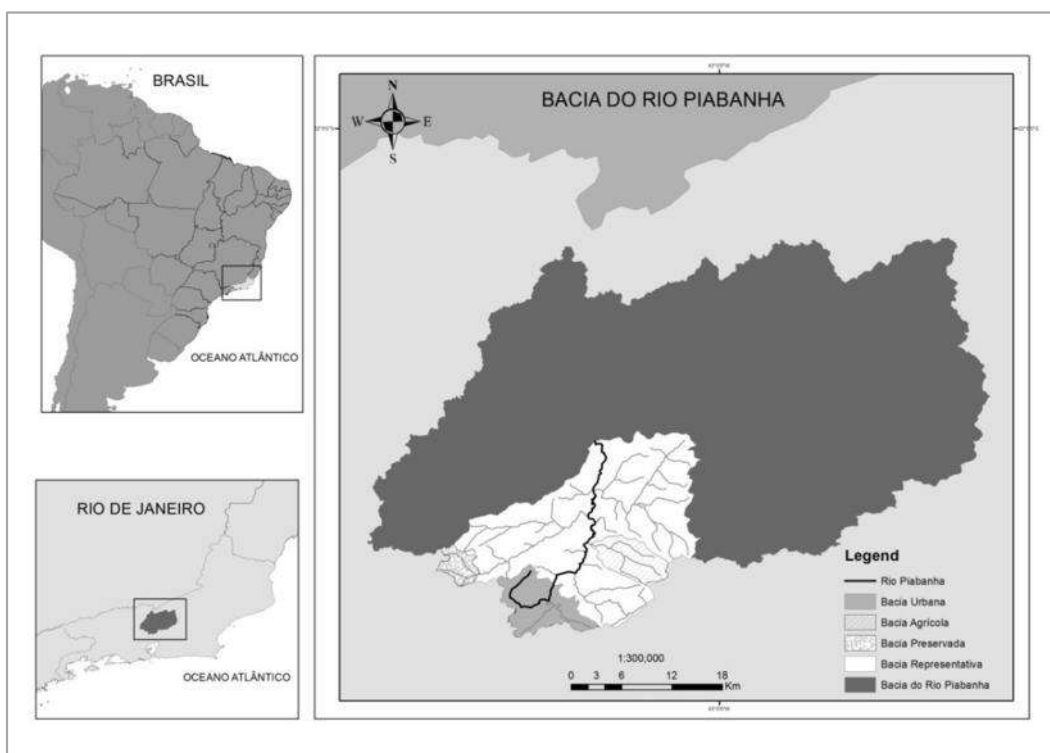 BRASIL
OCEANO ATLÂNTICO
RIO DE JANEIRO
OCEANO ATLÂNTICO
BACIA DO RIO PIABANHA
N
W E
S
Legend
Rio Piabanha
Bacia Urbana
Bacia Agrícola
Bacia Preservada
Bacia Representativa
Bacia do Rio Piabanha
1:300,000
0 3 6 12 18
Km